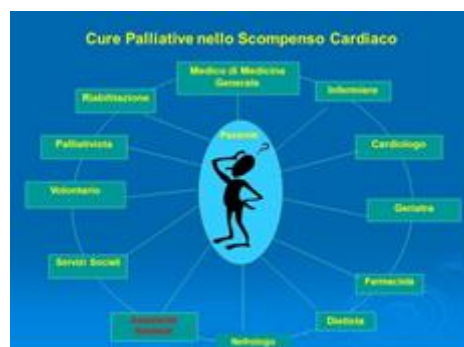 Cure Palliative nello Scompenso Cardiaco
Medico di Medicina
Generale
Infermiere
Riabilitazione
Paziente
?
Palliativista
Cardiologo
Volontario
Geriatra
Servizi Sociali
Farmacista
Dietista
Nefrologo